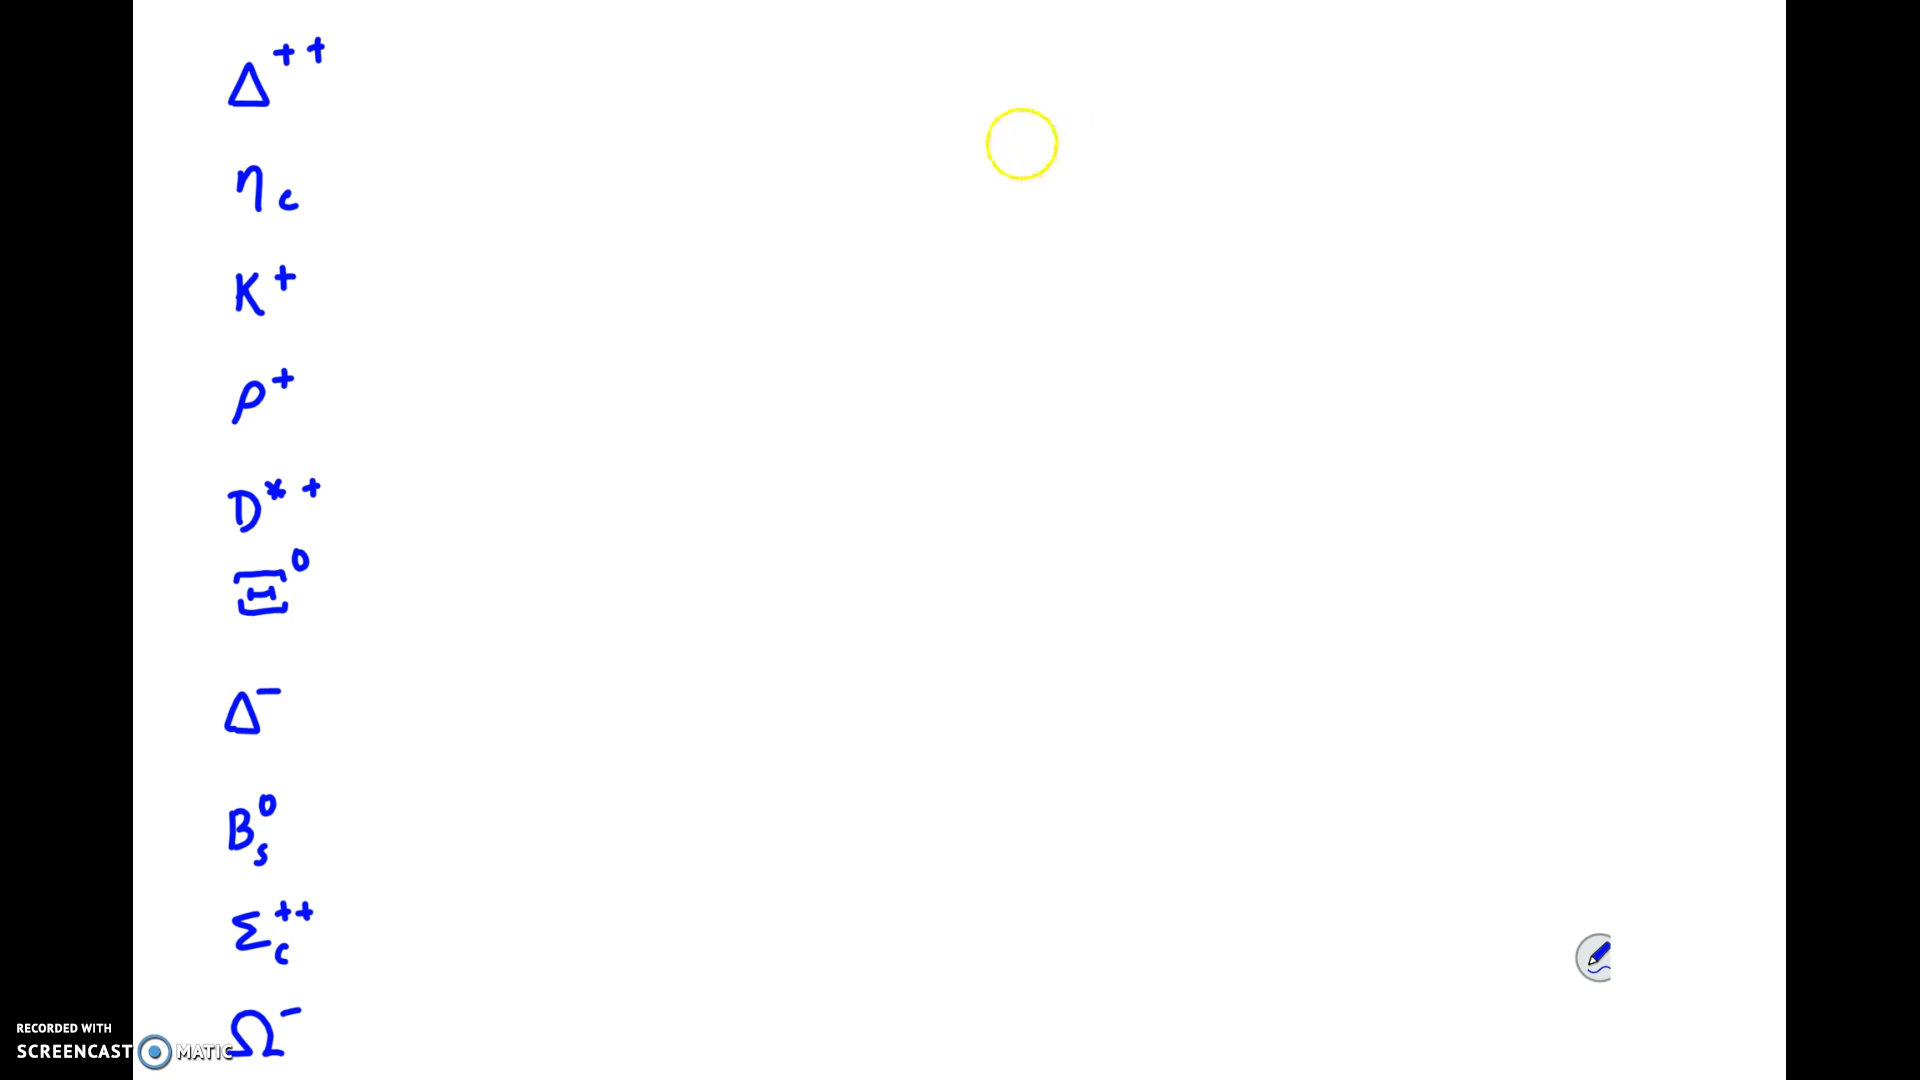 Δ⁺⁺
η_c
K⁺
ρ⁺
D*⁺
Ξ⁰
Δ⁻
B_s⁰
Σ_c⁺⁺
Ω⁻
RECORDED WITH
SCREENCAST MATIC